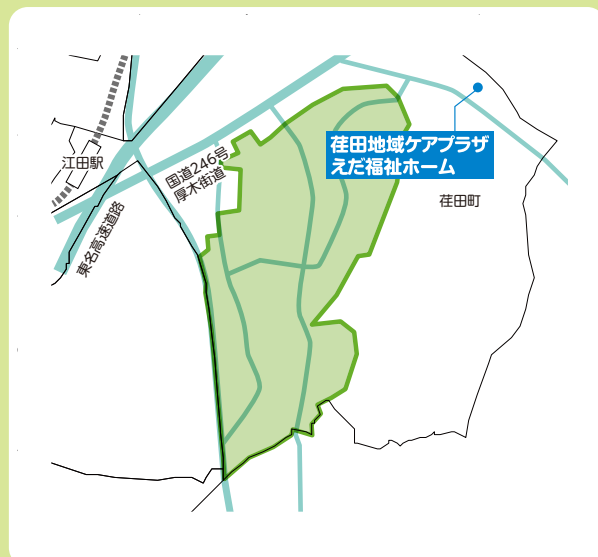 荏田地域ケアプラザ
えだ福祉ホーム
江田駅
国道246号
厚木街道
荏田町
東名高速道路